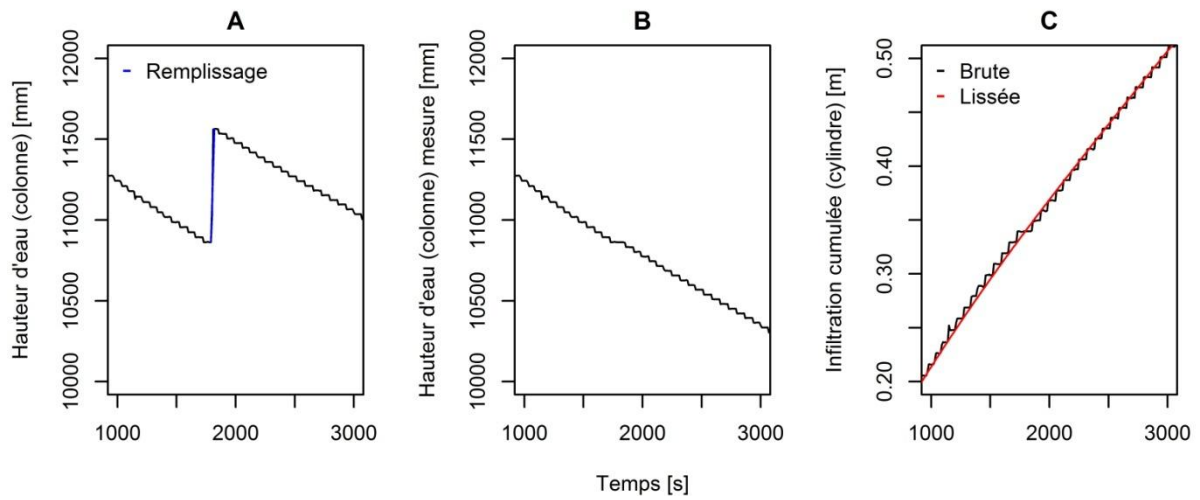 A
Hauteur d'eau (colonne) [mm]
12000
11500
11000
10500
10000
Remplissage
1000
2000
3000
B
Hauteur d'eau (colonne) mesure [mm]
12000
11500
11000
10500
10000
1000
2000
3000
C
Infiltration cumulée (cylindre) [m]
0.50
0.40
0.30
0.20
Brute
Lissée
1000
2000
3000
Temps [s]